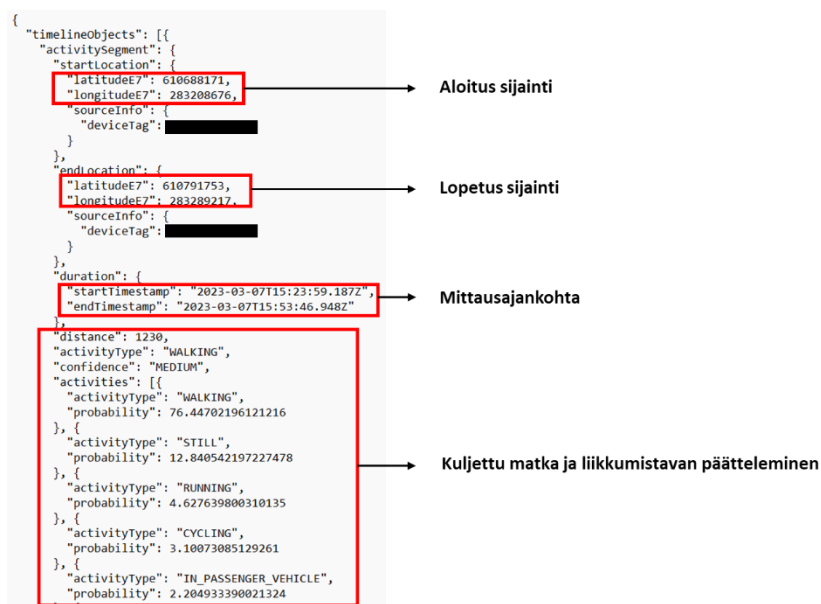 {
"timelineObjects": [{
"activitySegment": {
"startLocation": {
"latitudeE7": 610688171,
"longitudeE7": 283208676,
Aloitus sijainti
"sourceInfo": {
"deviceTag":
}
},
"endLocation": {
"latitudeE7": 610791753,
"longitudeE7": 283289217,
Lopetus sijainti
"sourceInfo": {
"deviceTag":
}
},
"duration": {
"startTimestamp": "2023-03-07T15:23:59.187Z",
"endTimestamp": "2023-03-07T15:53:46.948Z"
Mittausajankohta
},
"distance": 1230,
"activityType": "WALKING",
"confidence": "MEDIUM",
"activities": [{
"activityType": "WALKING",
"probability": 76.44702196121216
}, {
"activityType": "STILL",
"probability": 12.840542197227478
Kuljettu matka ja liikkumistavan päätteleminen
}, {
"activityType": "RUNNING",
"probability": 4.627639800310135
}, {
"activityType": "CYCLING",
"probability": 3.10073085129261
}, {
"activityType": "IN_PASSENGER_VEHICLE",
"probability": 2.204933390021324